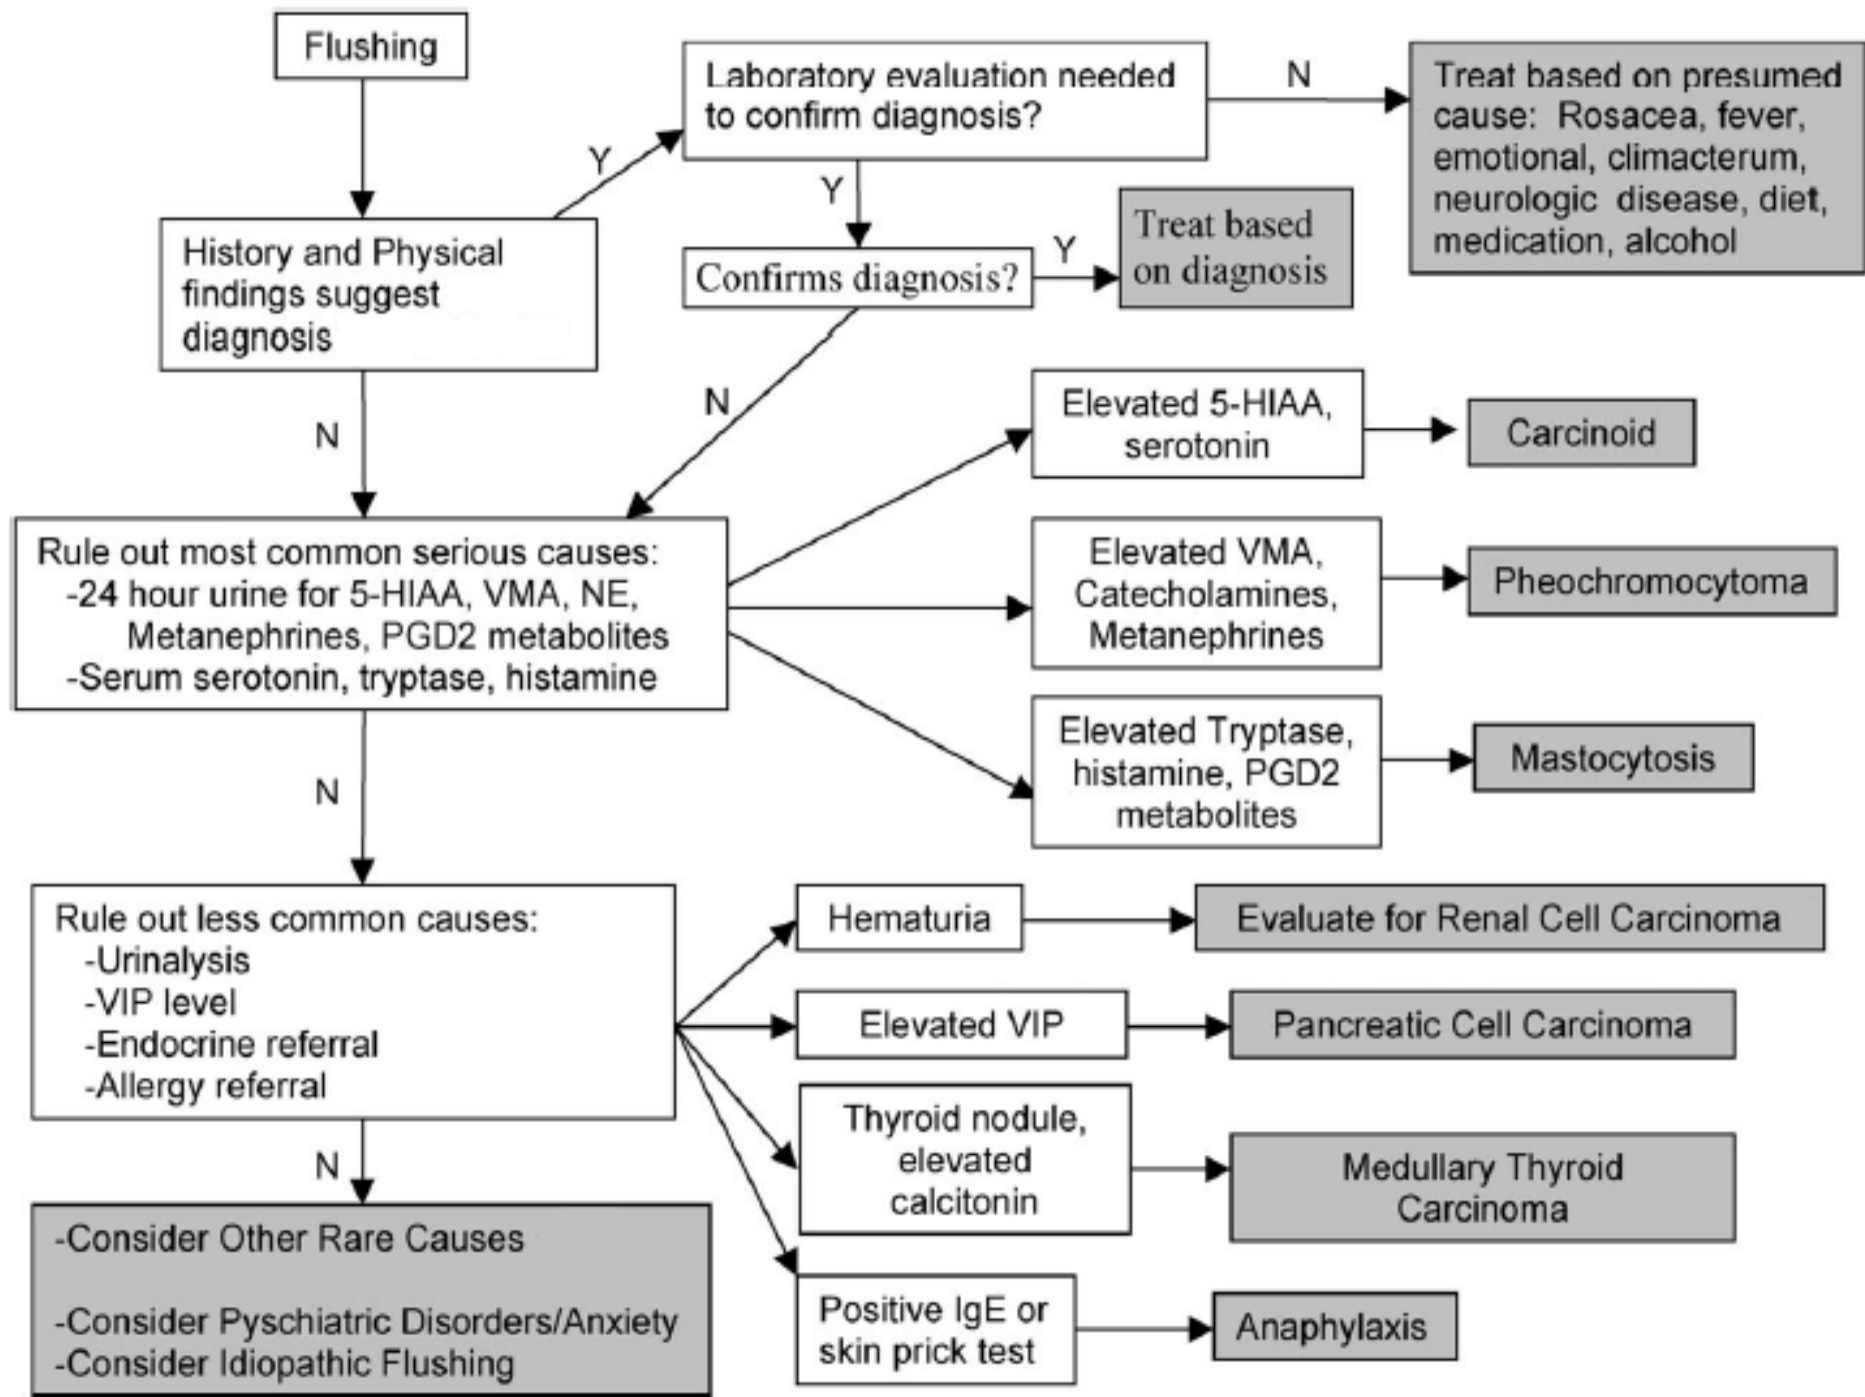 Flushing
Laboratory evaluation needed
to confirm diagnosis?
N
Treat based on presumed
cause: Rosacea, fever,
emotional, climacterum,
neurologic disease, diet,
medication, alcohol
Y
Y
History and Physical
findings suggest
diagnosis
Confirms diagnosis?
Y
Treat based
on diagnosis
N
N
Elevated 5-HIAA,
serotonin
Carcinoid
Rule out most common serious causes:
-24 hour urine for 5-HIAA, VMA, NE,
Metanephrines, PGD2 metabolites
-Serum serotonin, tryptase, histamine
Elevated VMA,
Catecholamines,
Metanephrines
Pheochromocytoma
Elevated Tryptase,
histamine, PGD2
metabolites
Mastocytosis
N
Rule out less common causes:
-Urinalysis
-VIP level
-Endocrine referral
-Allergy referral
Hematuria
Evaluate for Renal Cell Carcinoma
Elevated VIP
Pancreatic Cell Carcinoma
Thyroid nodule,
elevated
calcitonin
Medullary Thyroid
Carcinoma
N
-Consider Other Rare Causes
-Consider Pyschiatric Disorders/Anxiety
-Consider Idiopathic Flushing
Positive IgE or
skin prick test
Anaphylaxis